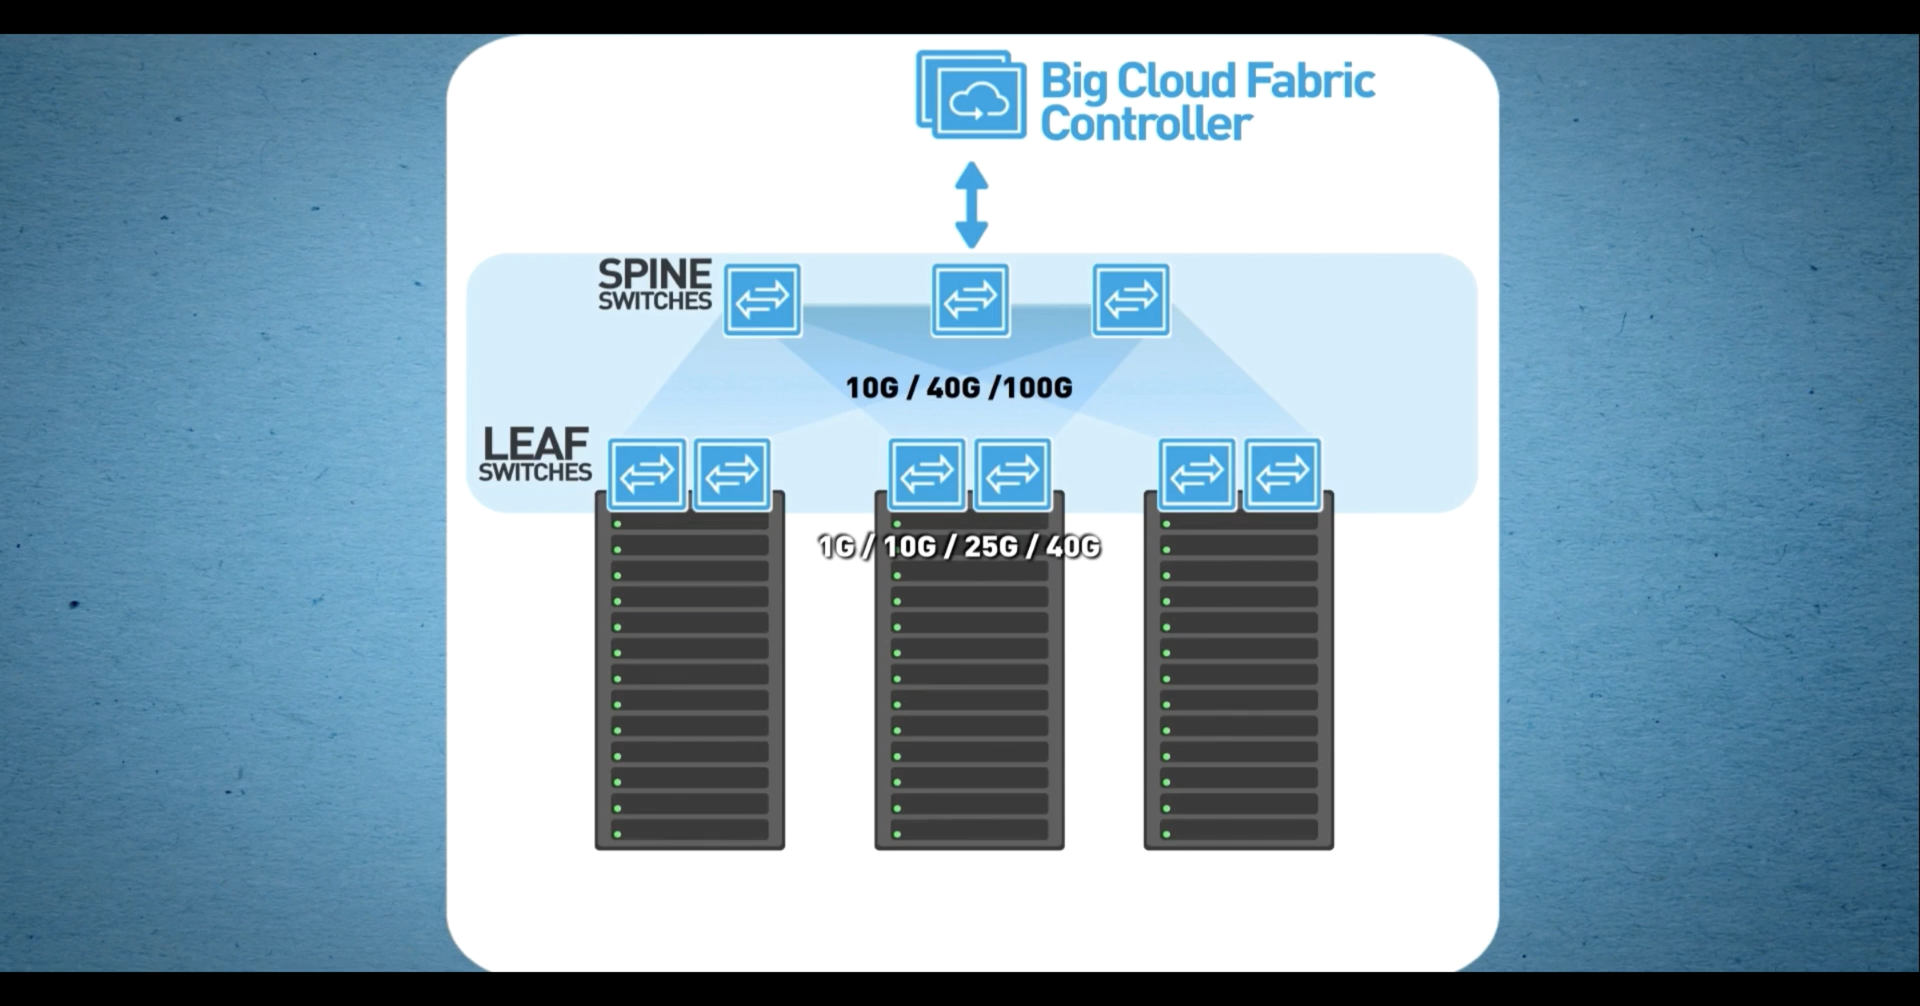 Big Cloud Fabric
Controller
SPINE
SWITCHES
10G / 40G /100G
LEAF
SWITCHES
1G / 10G / 25G / 40G